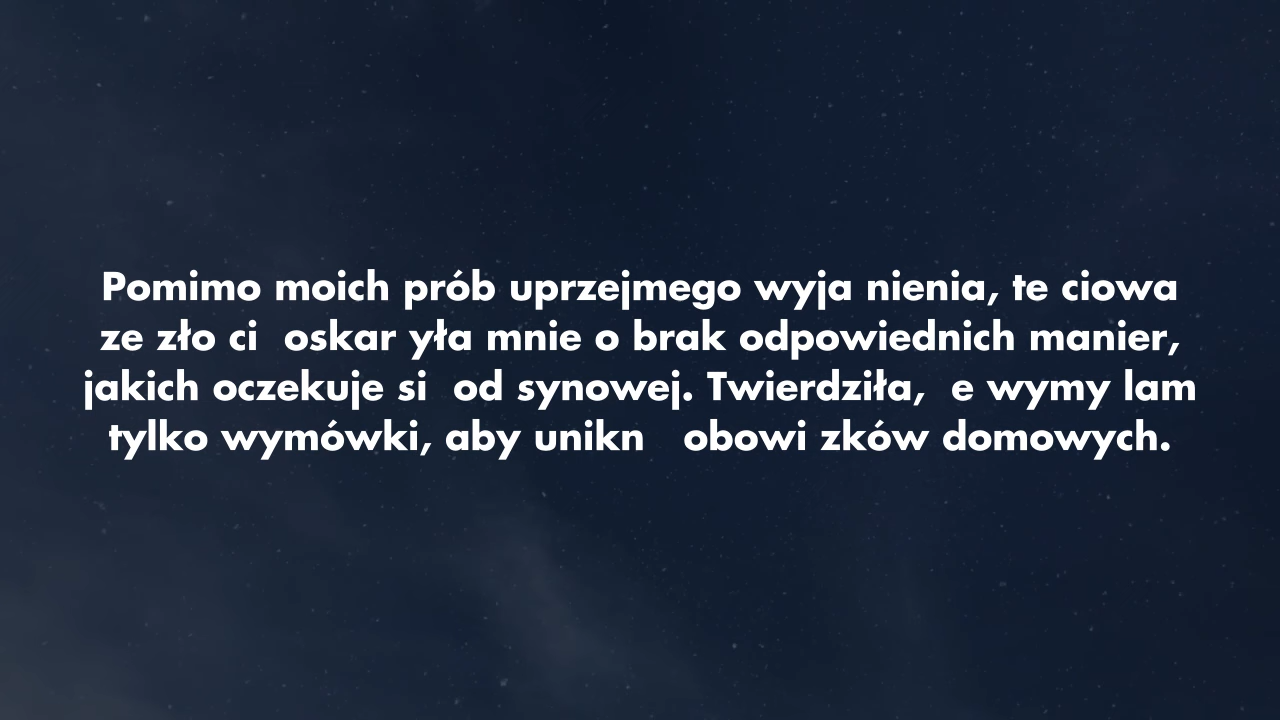 Pomimo moich prób uprzejmego wyja nienia, te ciowa
ze zło ci  oskar yła mnie o brak odpowiednich manier,
jakich oczekuje si  od synowej. Twierdziła,  e wymy lam
tylko wymówki, aby unikn   obowi zków domowych.